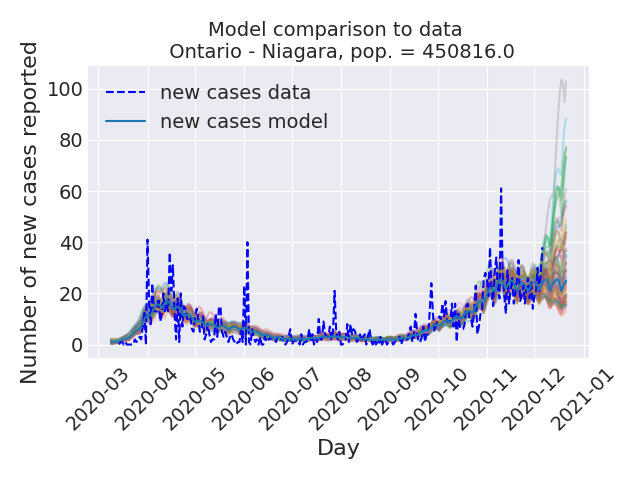 Model comparison to data
Ontario - Niagara, pop. = 450816.0
new cases data
new cases model
Number of new cases reported
100
80
60
40
20
0
2020-03
2020-04
2020-05
2020-06
2020-07
2020-08
2020-09
2020-10
2020-11
2020-12
2021-01
Day